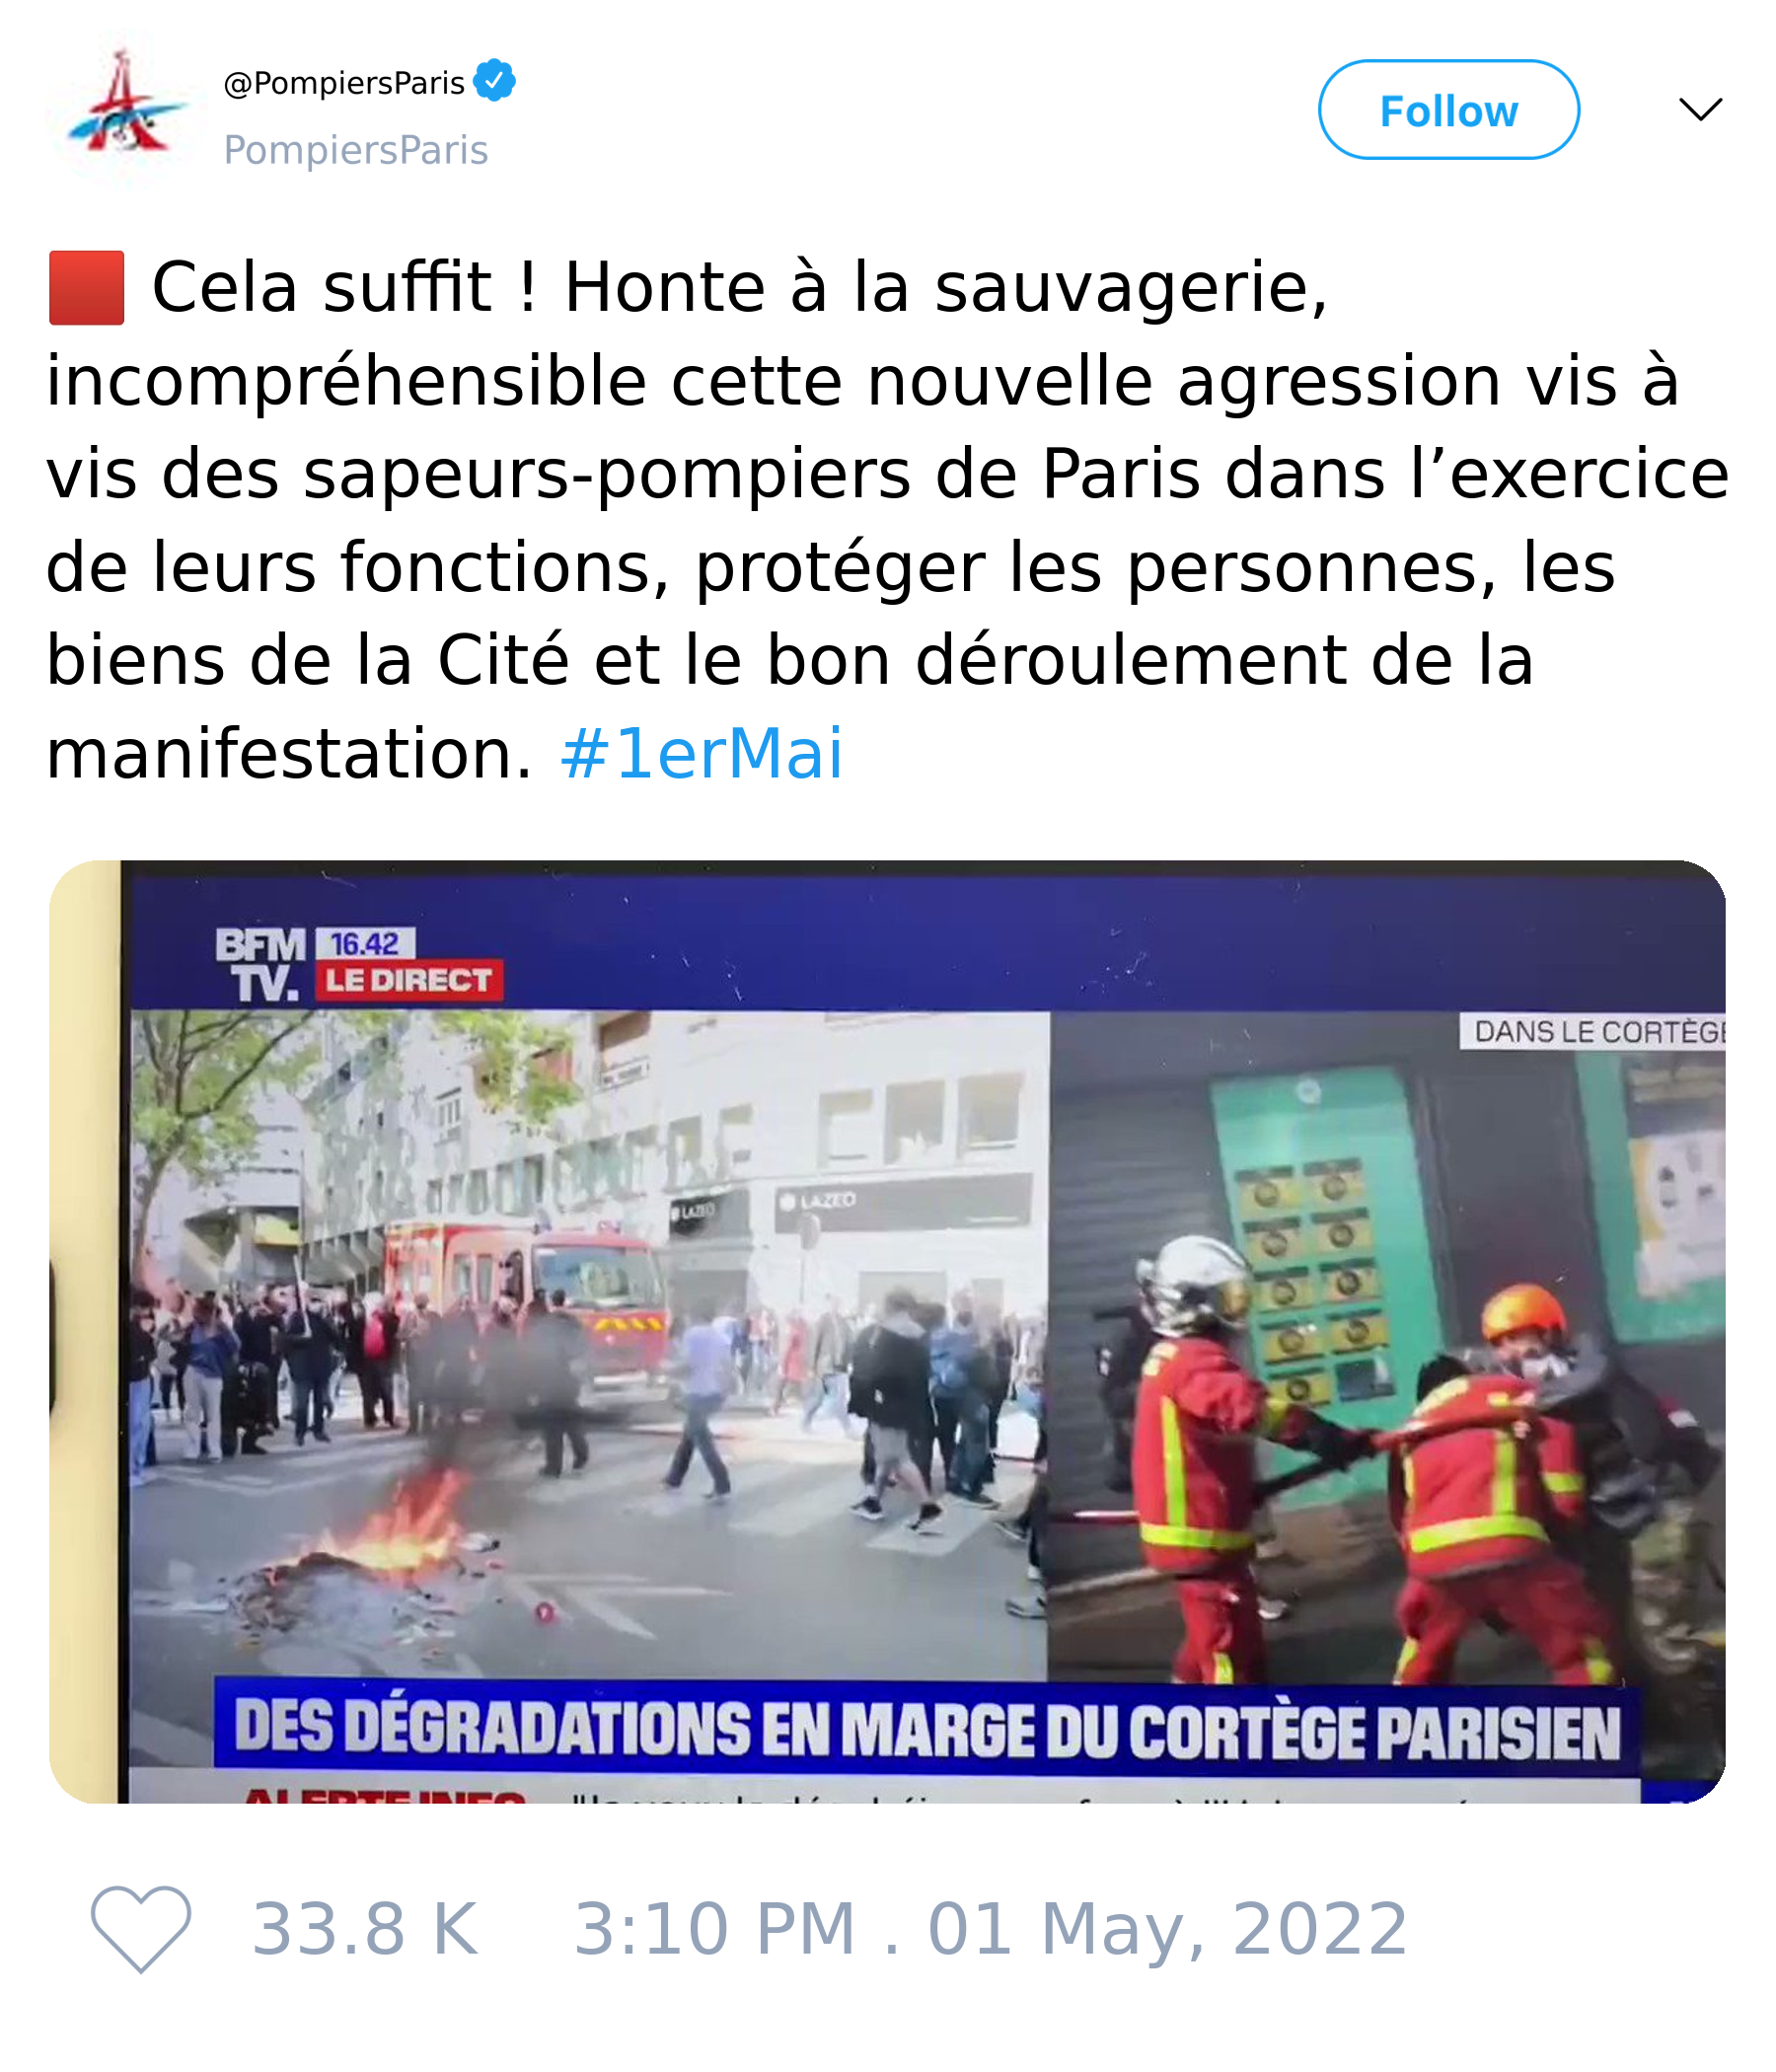 @PompiersParis
PompiersParis
Follow
🟥 Cela suffit ! Honte à la sauvagerie,
incompréhensible cette nouvelle agression vis à
vis des sapeurs-pompiers de Paris dans l’exercice
de leurs fonctions, protéger les personnes, les
biens de la Cité et le bon déroulement de la
manifestation. #1erMai
BFM
TV.
16.42
LE DIRECT
DANS LE CORTÈGE
LAZEO
LAZEO
DES DÉGRADATIONS EN MARGE DU CORTÈGE PARISIEN
ALERTE INFO
33.8 K
3:10 PM . 01 May, 2022